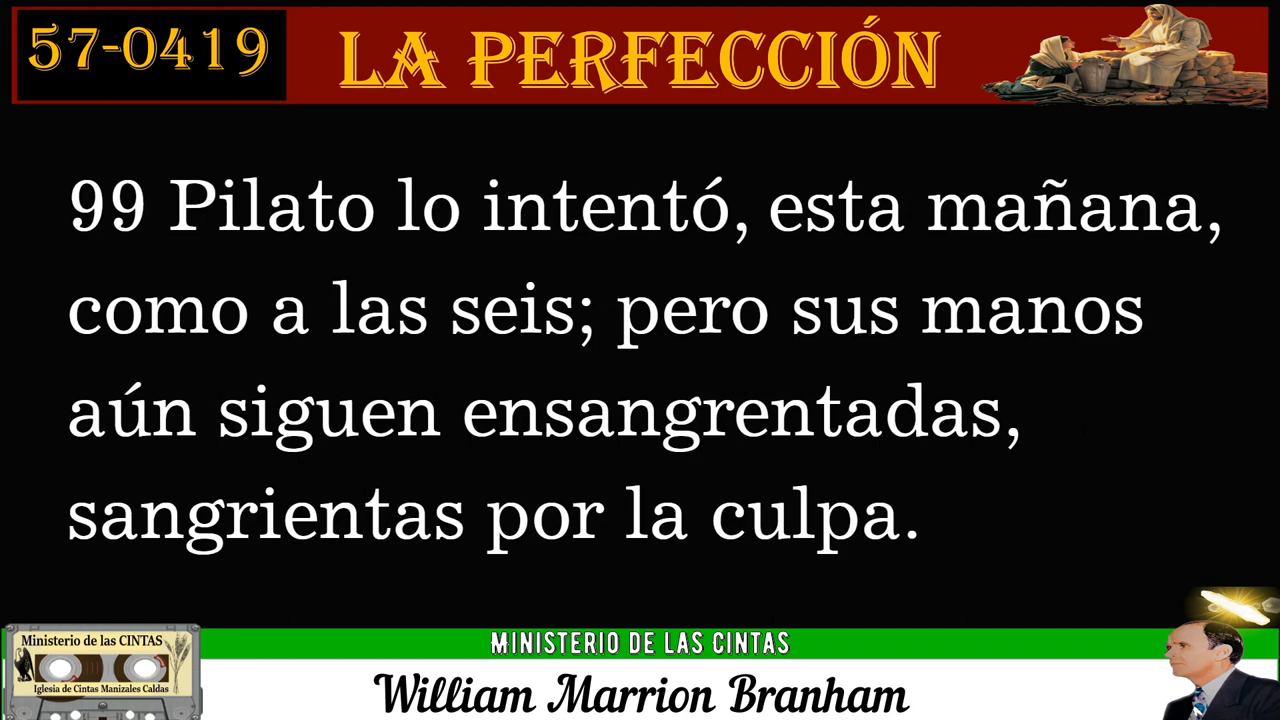 57-0419
LA PERFECCIÓN
99 Pilato lo intentó, esta mañana,
como a las seis; pero sus manos
aún siguen ensangrentadas,
sangrientas por la culpa.
Ministerio de las CINTAS
Iglesia de Cintas Manizales Caldas
MINISTERIO DE LAS CINTAS
William Marrion Branham